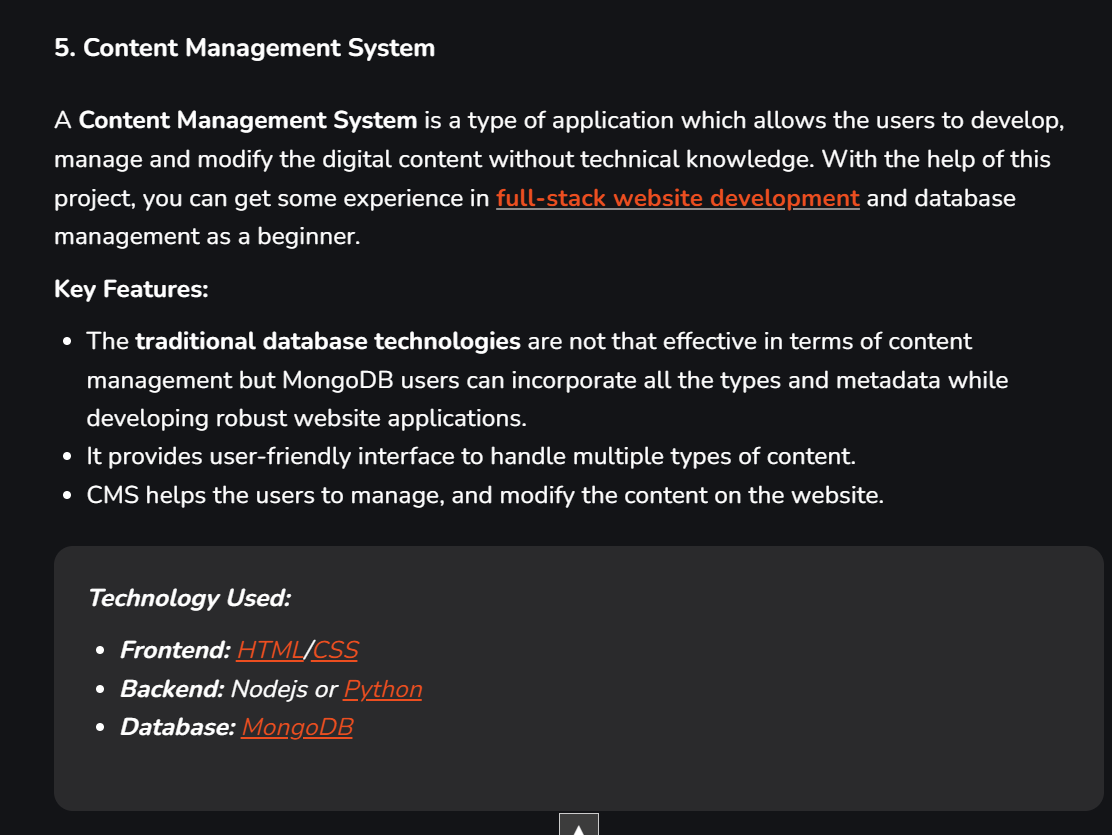 5. Content Management System
A Content Management System is a type of application which allows the users to develop,
manage and modify the digital content without technical knowledge. With the help of this
project, you can get some experience in full-stack website development and database
management as a beginner.
Key Features:
• The traditional database technologies are not that effective in terms of content
management but MongoDB users can incorporate all the types and metadata while
developing robust website applications.
• It provides user-friendly interface to handle multiple types of content.
• CMS helps the users to manage, and modify the content on the website.
Technology Used:
• Frontend: HTML/CSS
• Backend: Nodejs or Python
• Database: MongoDB